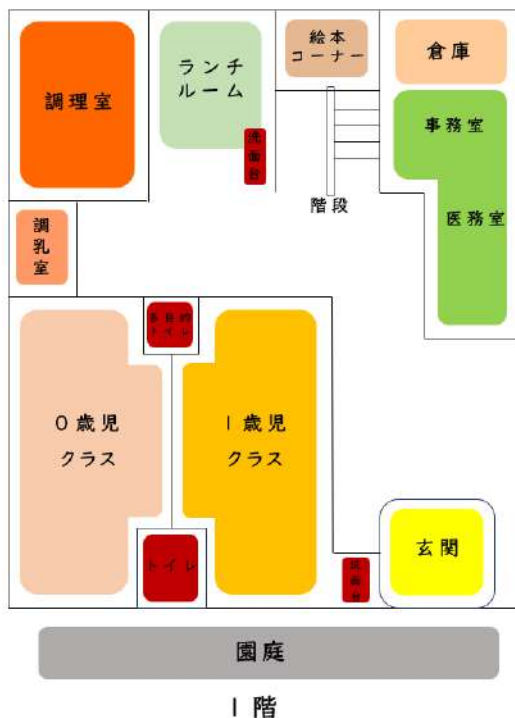 調理室
ランチ
ルーム
絵本
コーナー
倉庫
事務室
洗面台
階段
医務室
調乳室
多目的
トイレ
0歳児
クラス
1歳児
クラス
トイレ
洗面台
玄関
園庭
1階